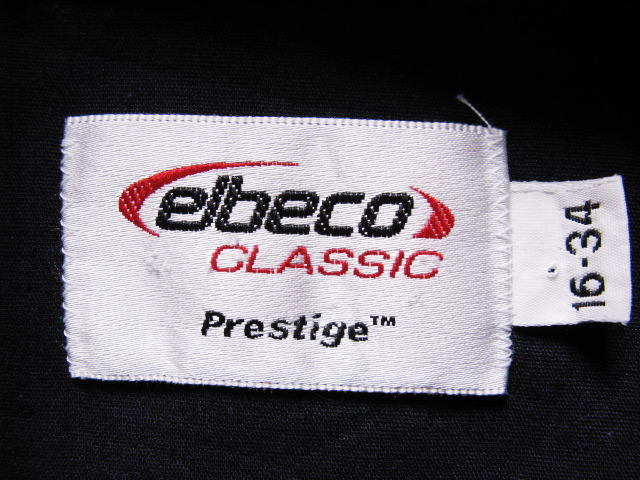 elbeco
CLASSIC
Prestige™
16-34